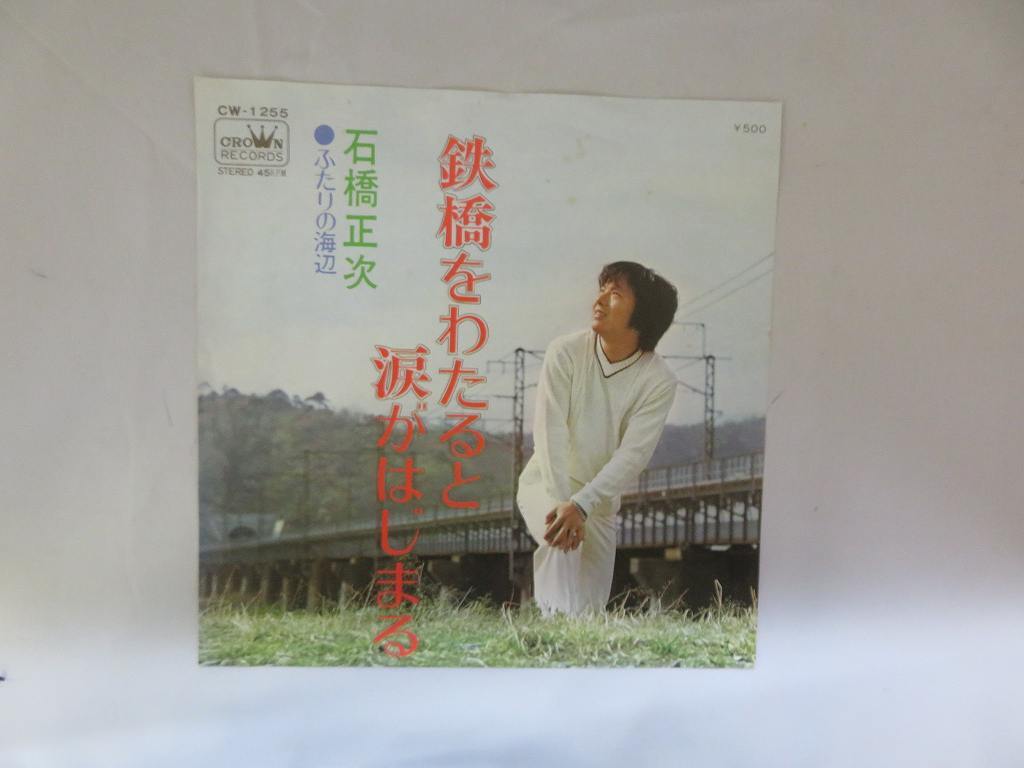 CW-1255
CROWN
RECORDS
STEREO 45R.P.M
¥500
鉄橋をわたると
涙がはじまる
石橋正次
●ふたりの海辺